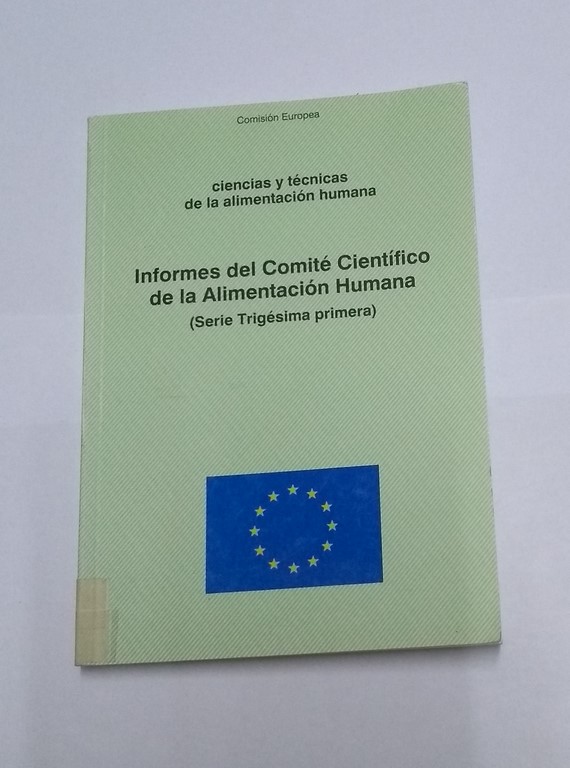 Comisión Europea
ciencias y técnicas
de la alimentación humana
Informes del Comité Científico
de la Alimentación Humana
(Serie Trigésima primera)